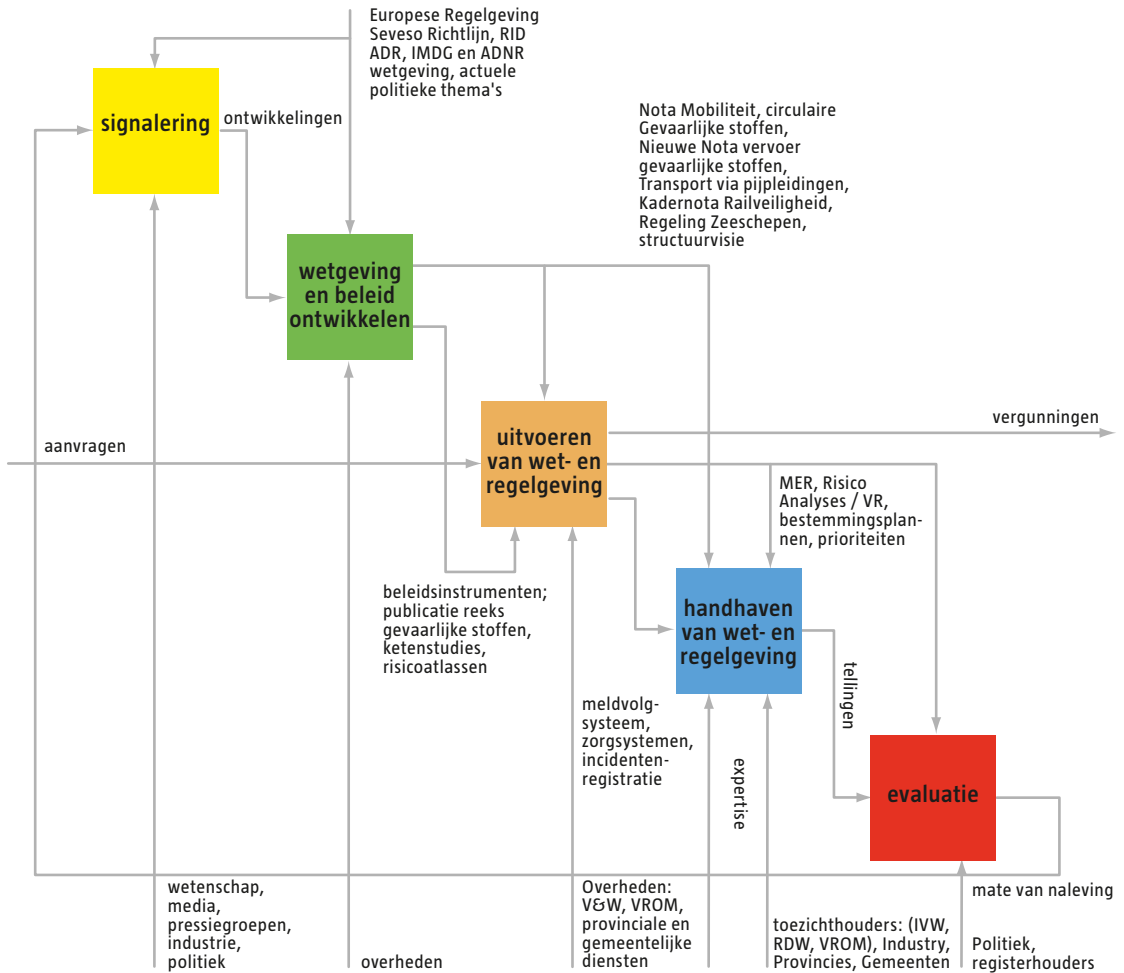 Europese Regelgeving
Seveso Richtlijn, RID
ADR, IMDG en ADNR
wetgeving, actuele
politieke thema's
signalering
ontwikkelingen
Nota Mobiliteit, circulaire
Gevaarlijke stoffen,
Nieuwe Nota vervoer
gevaarlijke stoffen,
Transport via pijpleidingen,
Kadernota Railveiligheid,
Regeling Zeeschepen,
structuurvisie
wetgeving
en beleid
ontwikkelen
aanvragen
uitvoeren
van wet- en
regelgeving
vergunningen
MER, Risico
Analyses / VR,
bestemmingsplan-
nen, prioriteiten
beleidsinstrumenten;
publicatie reeks
gevaarlijke stoffen,
ketenstudies,
risicoatlassen
handhaven
van wet- en
regelgeving
tellingen
meldvolg-
systeem,
zorgsystemen,
incidenten-
registratie
expertise
evaluatie
wetenschap,
media,
pressiegroepen,
industrie,
politiek
overheden
Overheden:
V&W, VROM,
provinciale en
gemeentelijke
diensten
toezichthouders: (IVW,
RDW, VROM), Industry,
Provincies, Gemeenten
mate van naleving
Politiek,
registerhouders